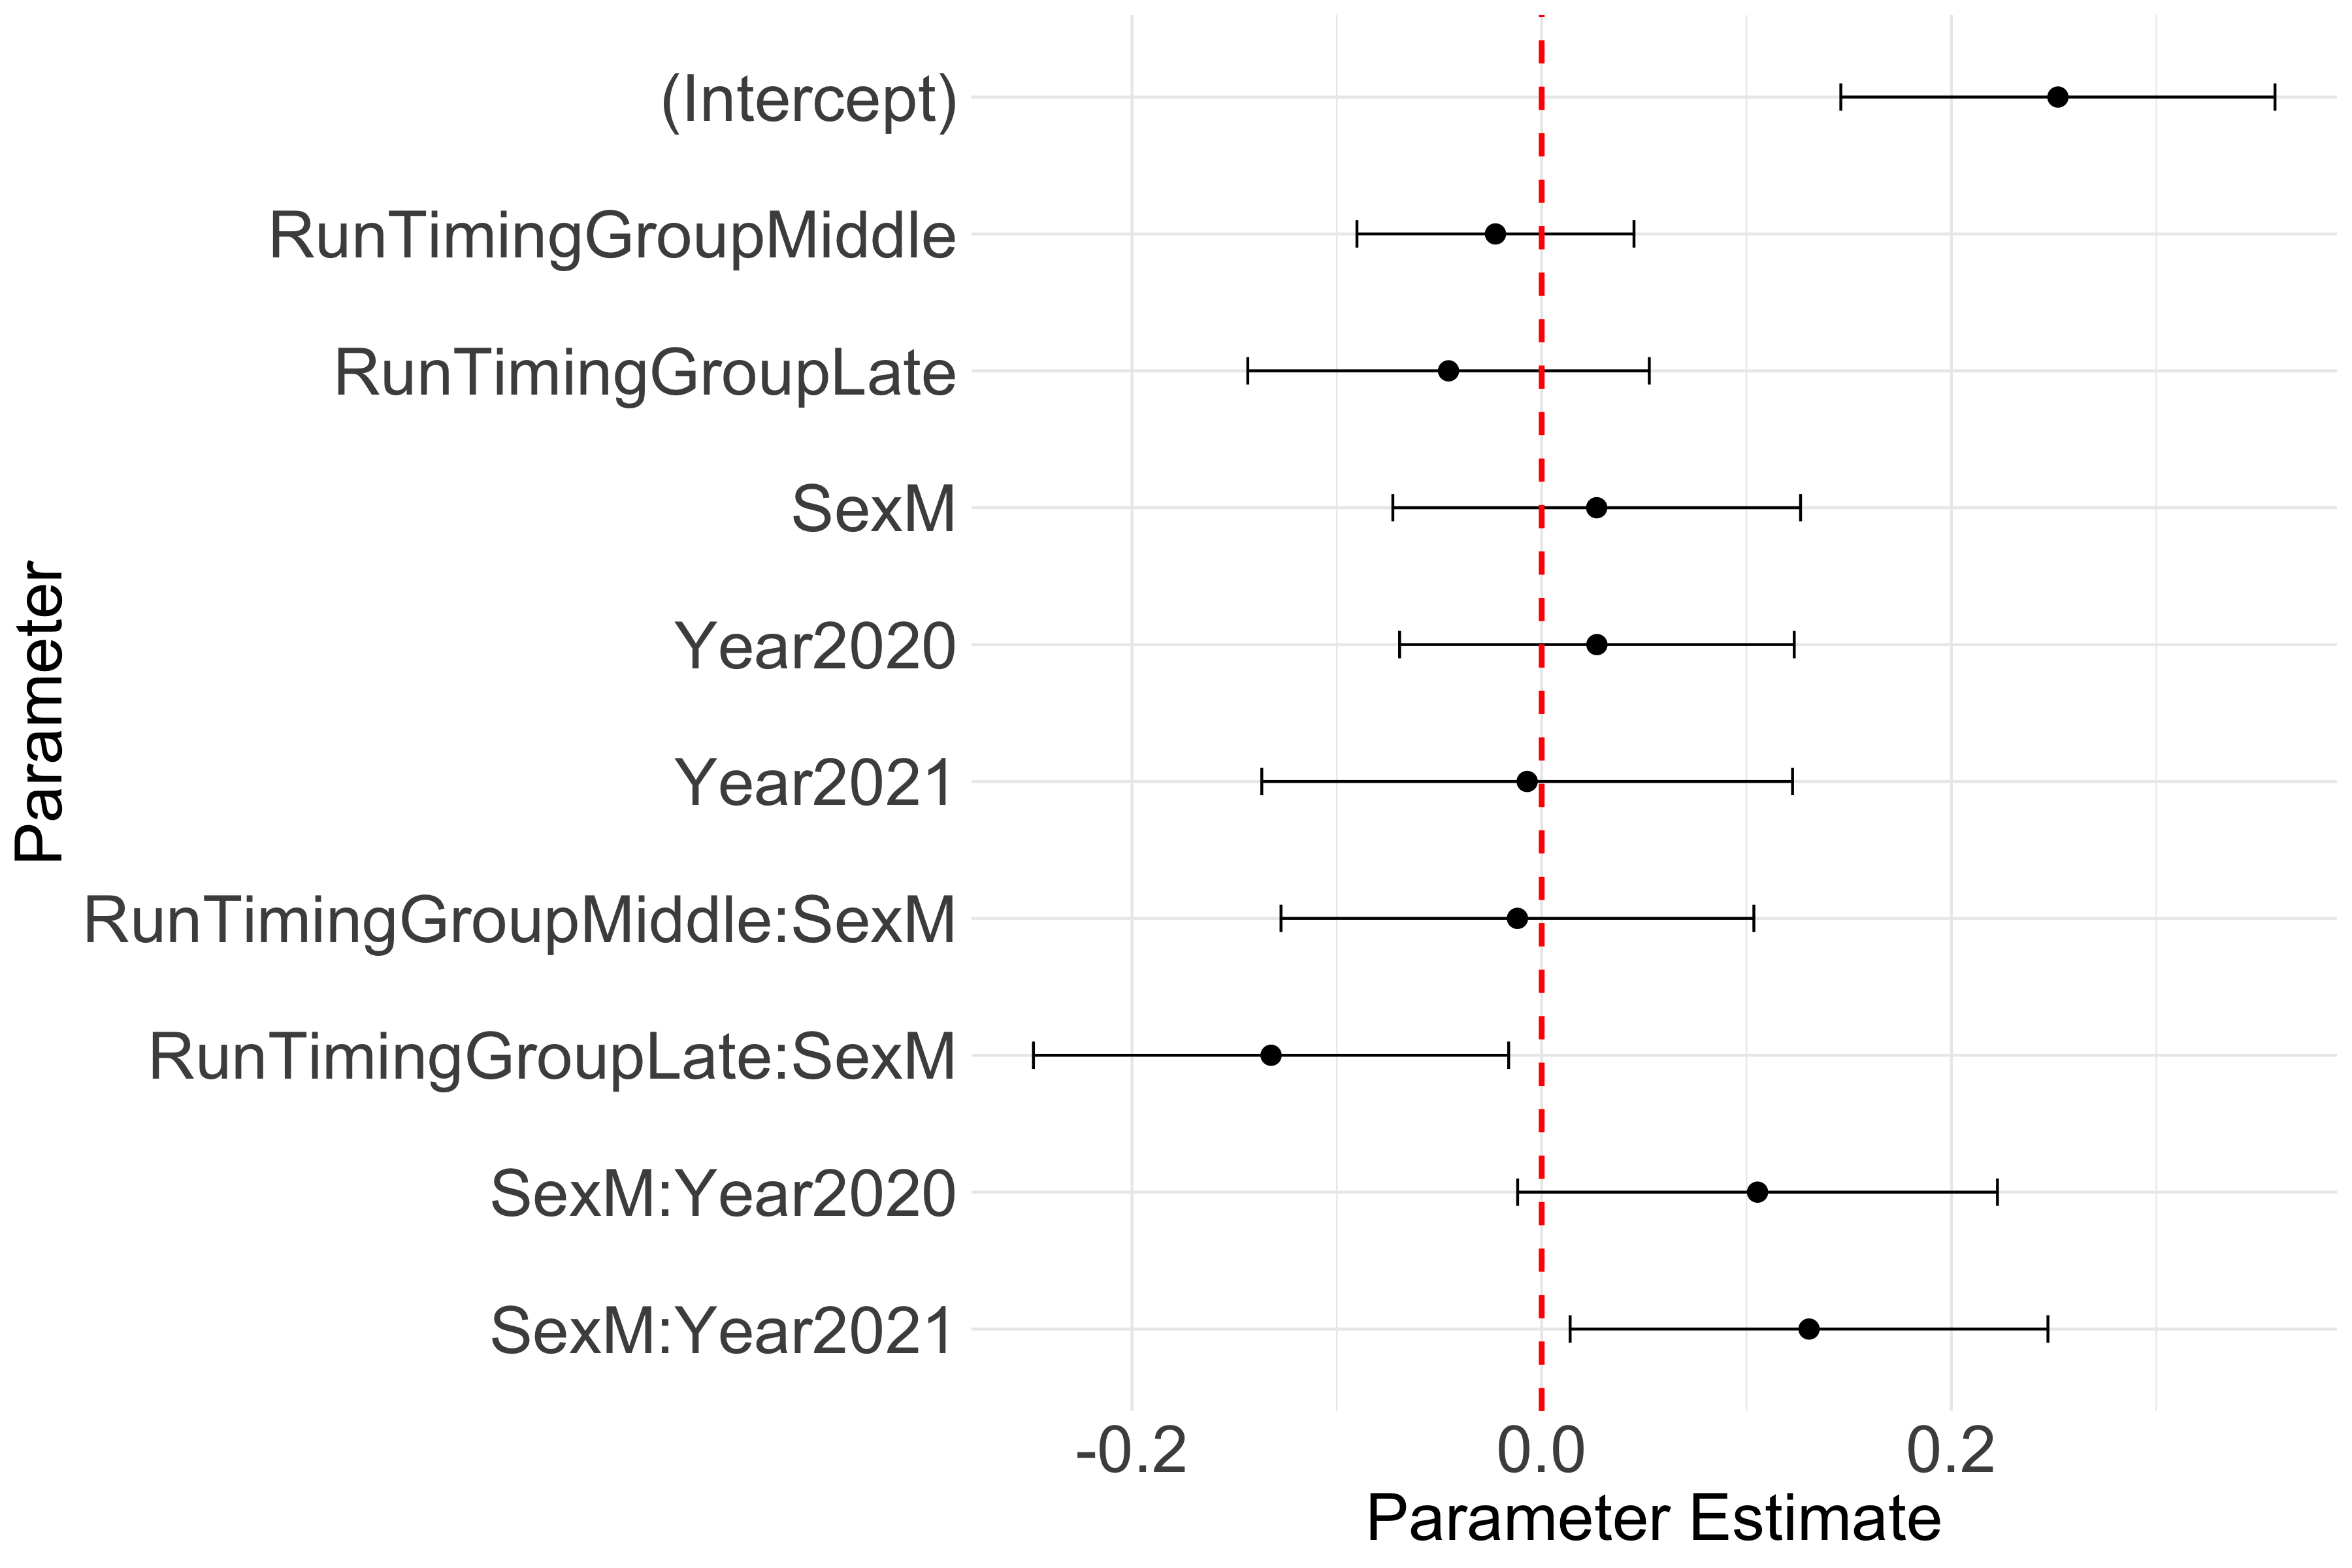 Parameter
(Intercept)
RunTimingGroupMiddle
RunTimingGroupLate
SexM
Year2020
Year2021
RunTimingGroupMiddle:SexM
RunTimingGroupLate:SexM
SexM:Year2020
SexM:Year2021
-0.2 0.0 0.2
Parameter Estimate